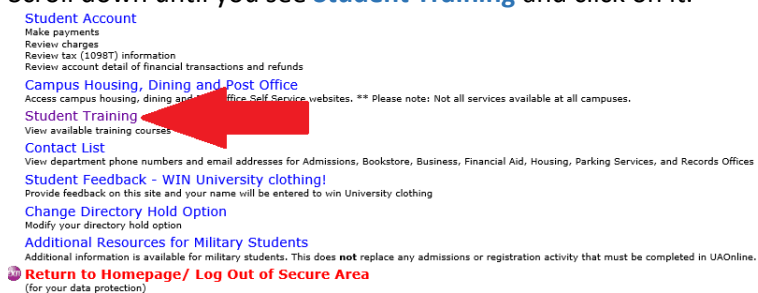 Scroll down until you see Student Training and click on it.
Student Account
Make payments
Review charges
Review tax (1098T) information
Review account detail of financial transactions and refunds
Campus Housing, Dining and Post Office
Access campus housing, dining and Office Self Service websites. ** Please note: Not all services available at all campuses.
Student Training
View available training courses
Contact List
View department phone numbers and email addresses for Admissions, Bookstore, Business, Financial Aid, Housing, Parking Services, and Records Offices
Student Feedback - WIN University clothing!
Provide feedback on this site and your name will be entered to win University clothing
Change Directory Hold Option
Modify your directory hold option
Additional Resources for Military Students
Additional information is available for military students. This does not replace any admissions or registration activity that must be completed in UAOnline.
Return to Homepage/ Log Out of Secure Area
(for your data protection)